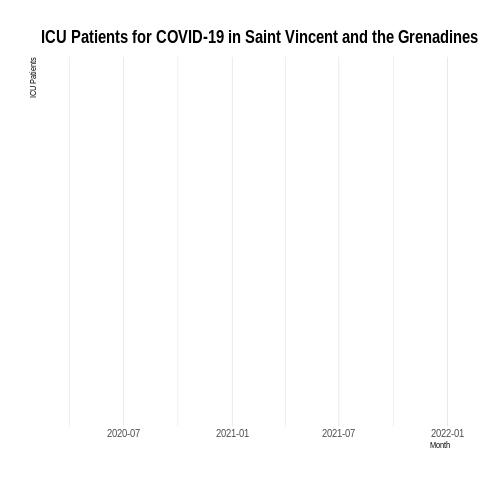 ICU Patients for COVID-19 in Saint Vincent and the Grenadines
ICU Patients
2020-07
2021-01
2021-07
2022-01
Month